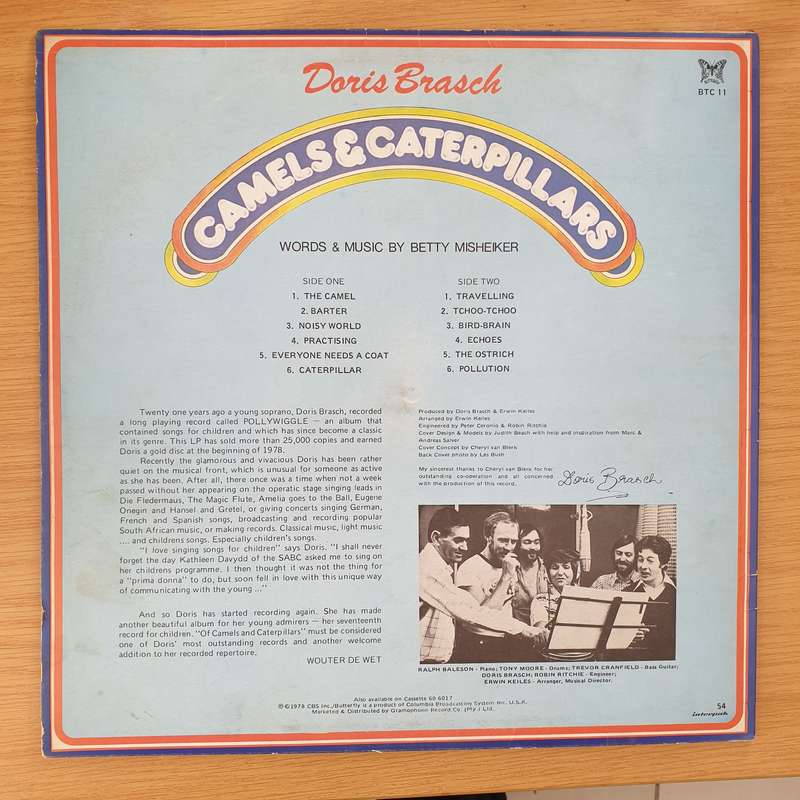 Doris Brasch
BTC 11
CAMELS & CATERPILLARS
WORDS & MUSIC BY BETTY MISHEIKER
SIDE ONE
1. THE CAMEL
2. BARTER
3. NOISY WORLD
4. PRACTISING
5. EVERYONE NEEDS A COAT
6. CATERPILLAR
SIDE TWO
1. TRAVELLING
2. TCHOO-TCHOO
3. BIRD-BRAIN
4. ECHOES
5. THE OSTRICH
6. POLLUTION
Twenty one years ago a young soprano, Doris Brasch, recorded
a long playing record called POLLYWIGGLE — an album that
contained songs for children and which has since become a classic
in its genre. This LP has sold more than 25,000 copies and earned
Doris a gold disc at the beginning of 1978.
Recently the glamorous and vivacious Doris has been rather
quiet on the musical front, which is unusual for someone as active
as she has been. After all, there once was a time when not a week
passed without her appearing on the operatic stage singing leads in
Die Fledermaus, The Magic Flute, Amelia goes to the Ball, Eugene
Onegin and Hansel and Gretel, or giving concerts singing German,
French and Spanish songs, broadcasting and recording popular
South African music, or making records. Classical music, light music
.... and childrens songs. Especially children's songs.
"I love singing songs for children" says Doris. "I shall never
forget the day Kathleen Davydd of the SABC asked me to sing on
her childrens programme. I then thought it was not the thing for
a "prima donna" to do, but soon fell in love with this unique way
of communicating with the young ..."
And so Doris has started recording again. She has made
another beautiful album for her young admirers — her seventeenth
record for children. "Of Camels and Caterpillars" must be considered
one of Doris' most outstanding records and another welcome
addition to her recorded repertoire.
WOUTER DE WET
Produced by Doris Brasch & Erwin Keiles
Arranged by Erwin Keiles
Engineered by Peter Ceronio & Robin Ritchie
Cover Design & Models by Judith Beach with help and inspiration from Marc &
Andreas Salver
Cover Concept by Cheryl van Blerk
Back Cover photo by Les Bush
My sincerest thanks to Cheryl van Blerk for her
outstanding co-operation and all concerned
with the production of this record.
Doris Brasch
RALPH BALESON - Piano; TONY MOORE - Drums; TREVOR CRANFIELD - Bass Guitar;
DORIS BRASCH; ROBIN RITCHIE - Engineer;
ERWIN KEILES - Arranger, Musical Director.
Also available on Cassette 60 6017
℗ © 1978 CBS Inc./Butterfly is a product of Columbia Broadcasting System Inc. U.S.A.
Marketed & Distributed by Gramophone Record Co. (Pty.) Ltd.
54
interpak